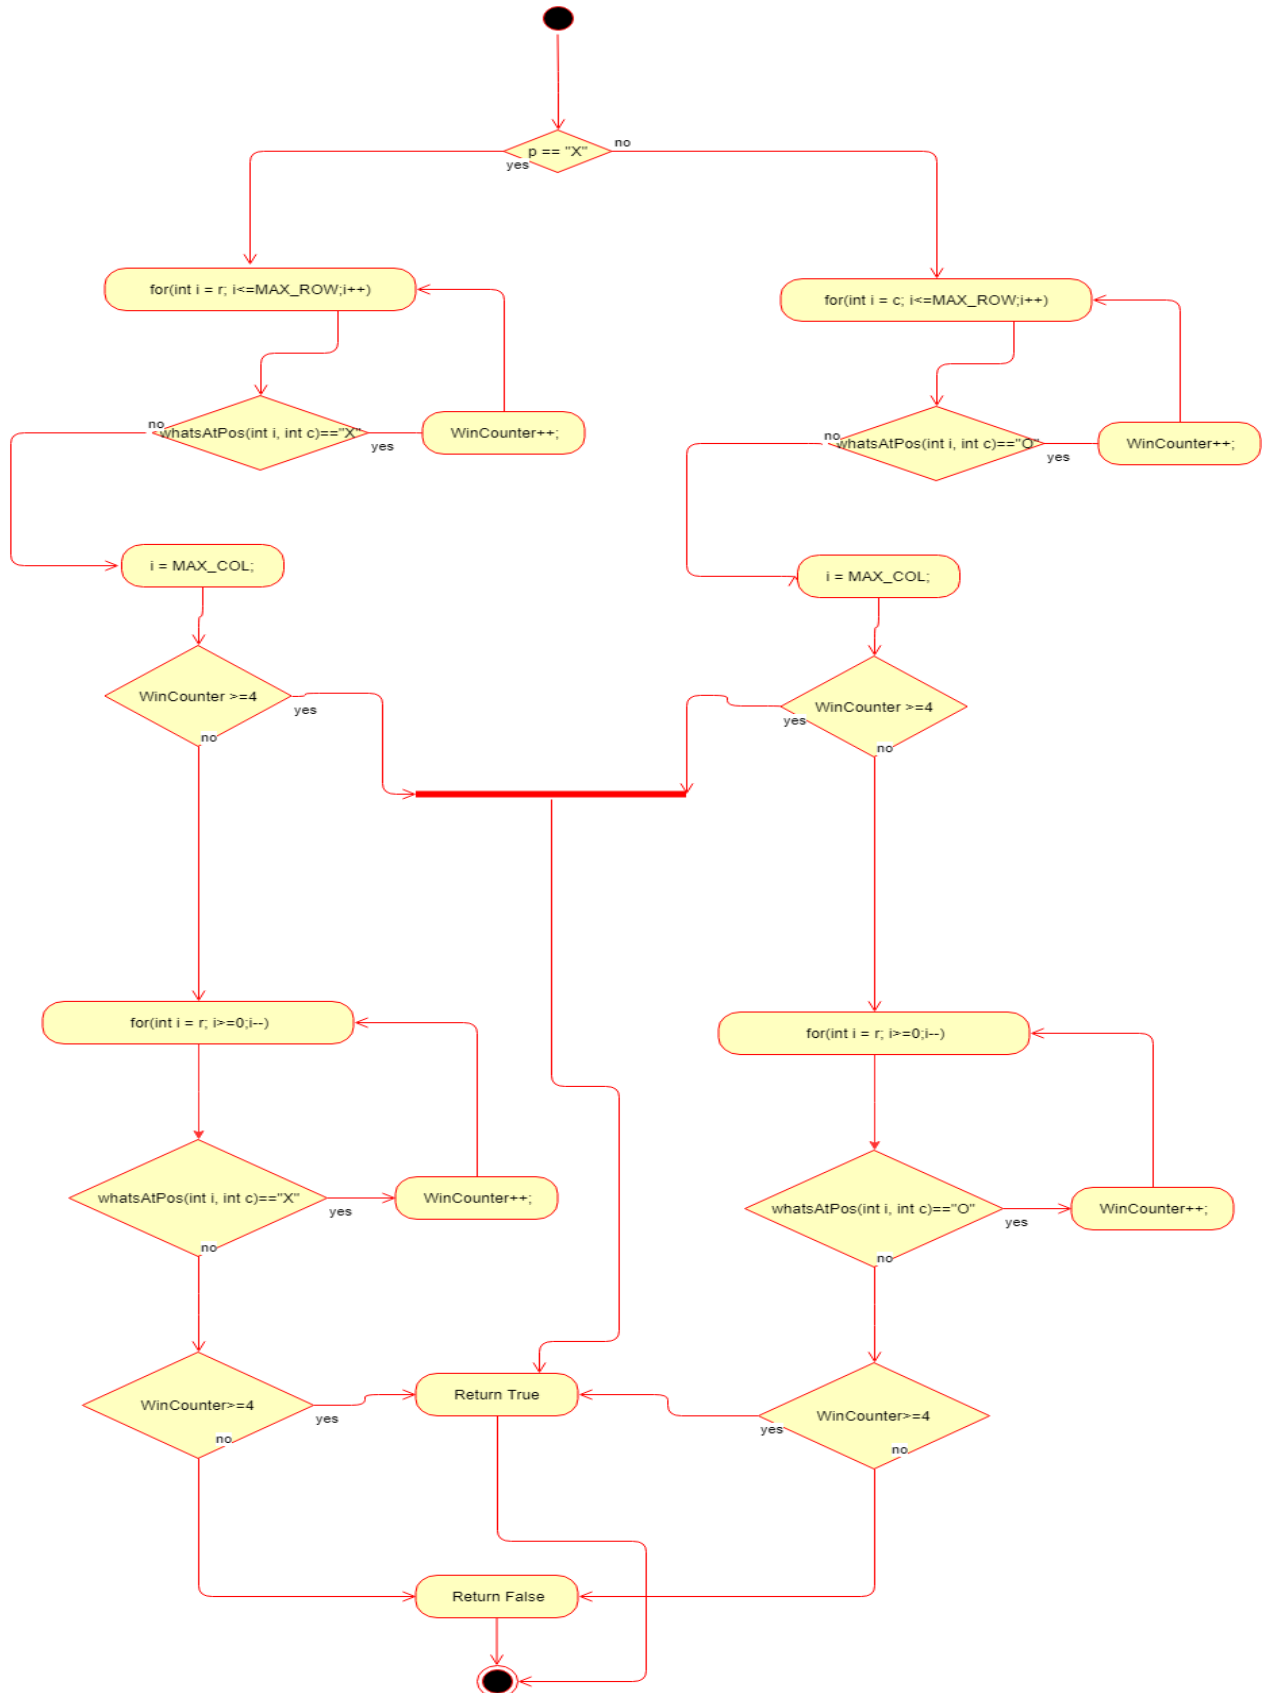 p == "X"
yes
no
for(int i = r; i<=MAX_ROW;i++)
for(int i = c; i<=MAX_ROW;i++)
whatsAtPos(int i, int c)=="X"
no
yes
WinCounter++;
whatsAtPos(int i, int c)=="O"
no
yes
WinCounter++;
i = MAX_COL;
i = MAX_COL;
WinCounter >=4
yes
no
WinCounter >=4
yes
no
for(int i = r; i>=0;i--)
for(int i = r; i>=0;i--)
whatsAtPos(int i, int c)=="X"
yes
no
WinCounter++;
whatsAtPos(int i, int c)=="O"
yes
no
WinCounter++;
WinCounter>=4
yes
no
Return True
WinCounter>=4
yes
no
Return False